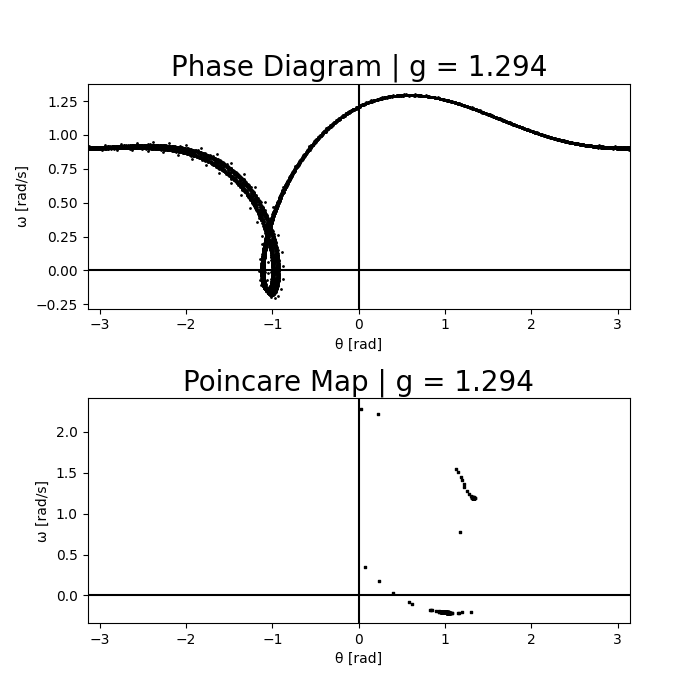 Phase Diagram | g = 1.294
1.25
1.00
0.75
0.50
0.25
0.00
−0.25
ω [rad/s]
−3 −2 −1 0 1 2 3
θ [rad]
Poincare Map | g = 1.294
2.0
1.5
1.0
0.5
0.0
ω [rad/s]
−3 −2 −1 0 1 2 3
θ [rad]